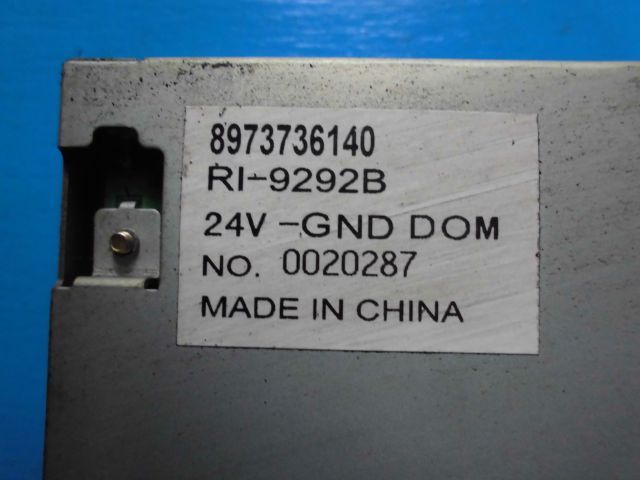 8973736140
RI-9292B
24V -GND DOM
NO. 0020287
MADE IN CHINA